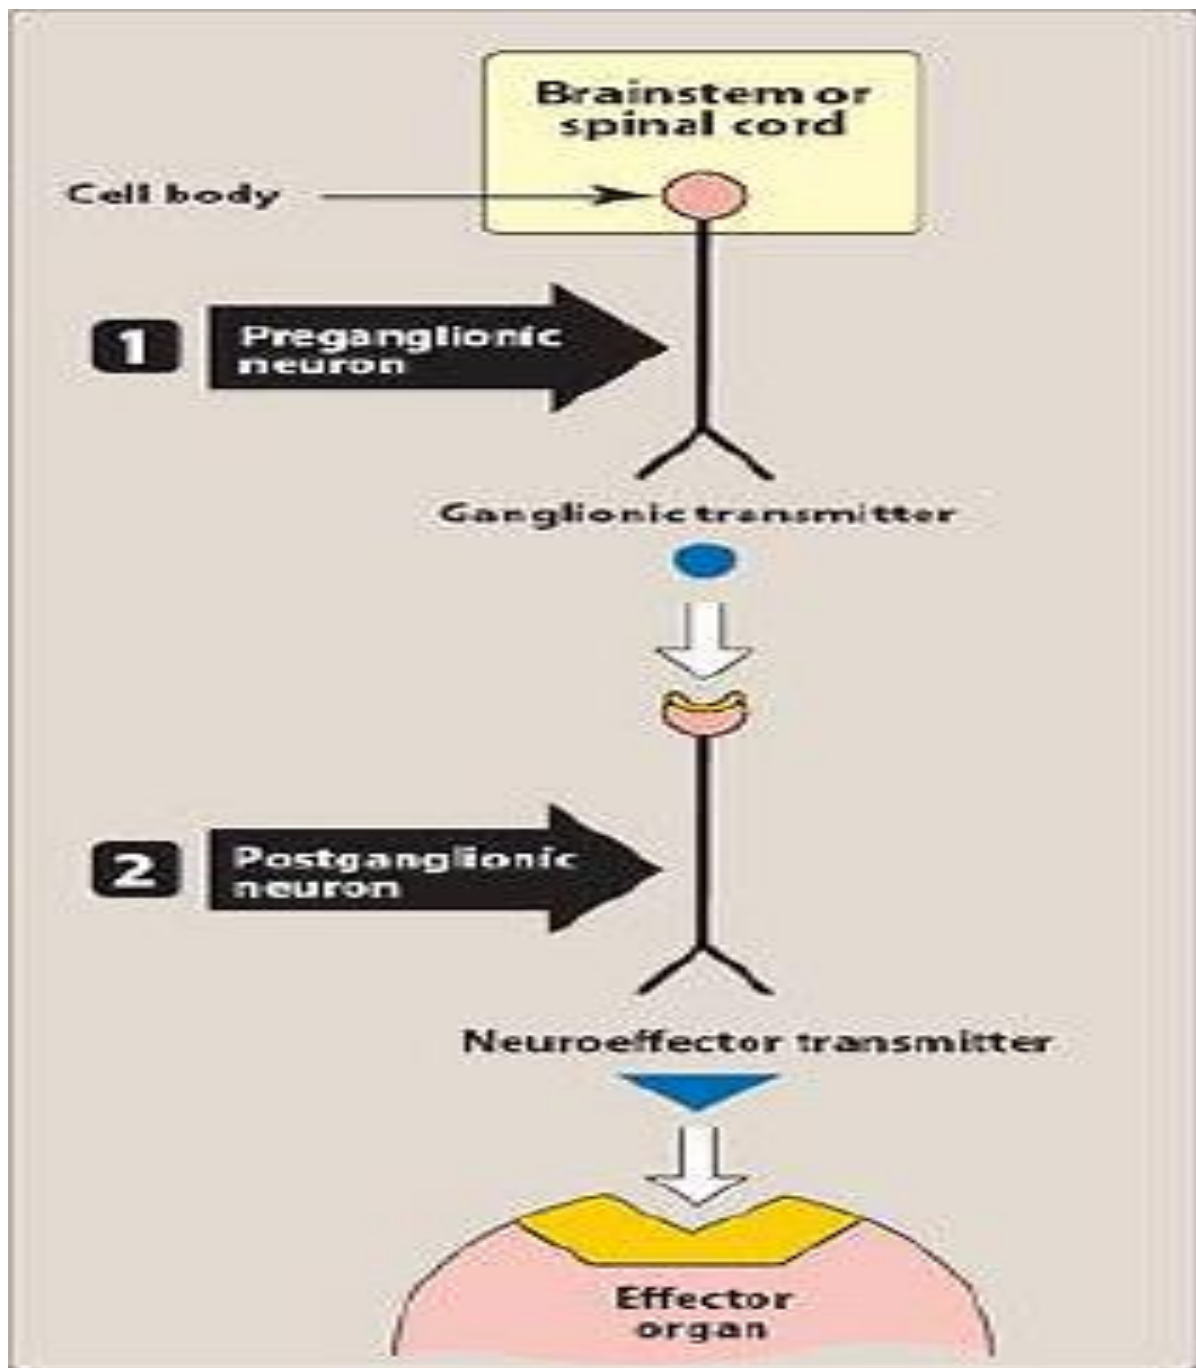 Brainstem or
spinal cord
Cell body
1
Preganglionic
neuron
Ganglionic transmitter
2
Postganglionic
neuron
Neuroeffector transmitter
Effector
organ